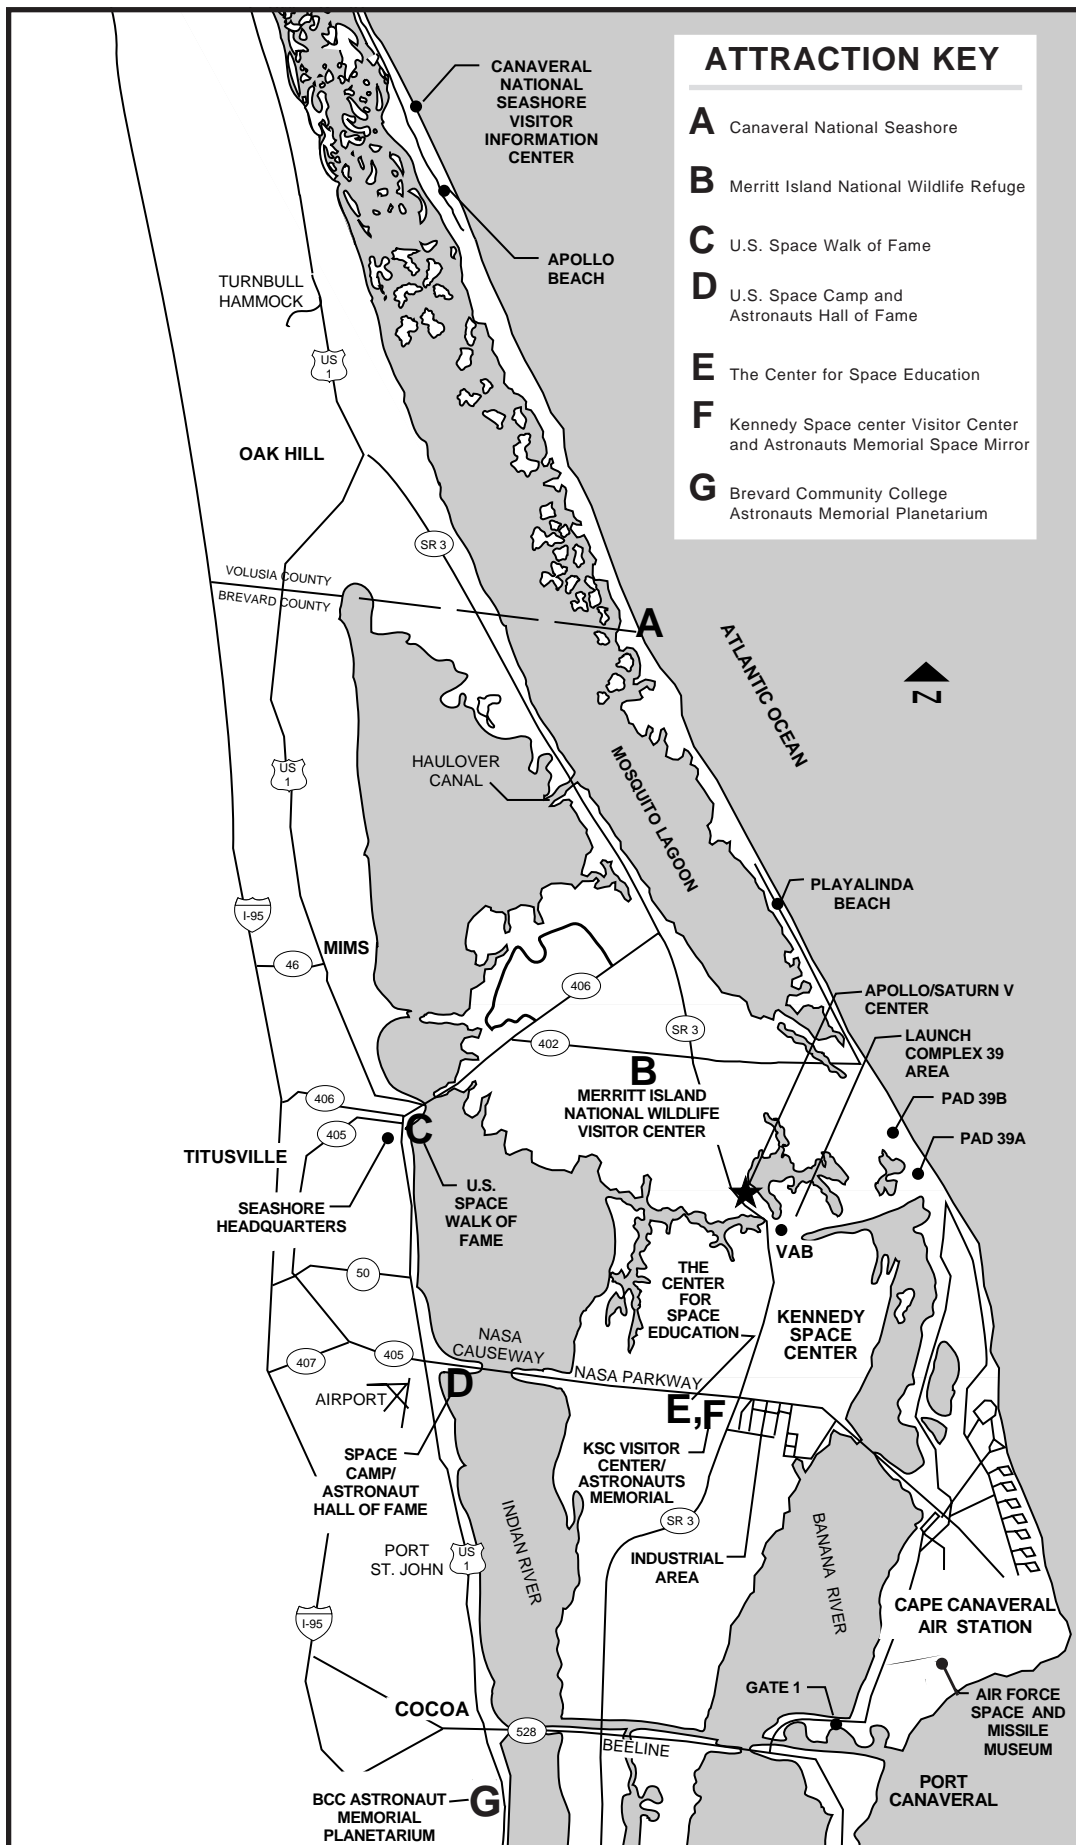 ATTRACTION KEY
A Canaveral National Seashore
B Merritt Island National Wildlife Refuge
C U.S. Space Walk of Fame
D U.S. Space Camp and
Astronauts Hall of Fame
E The Center for Space Education
F Kennedy Space center Visitor Center
and Astronauts Memorial Space Mirror
G Brevard Community College
Astronauts Memorial Planetarium
CANAVERAL
NATIONAL
SEASHORE
VISITOR
INFORMATION
CENTER
APOLLO
BEACH
TURNBULL
HAMMOCK
US
1
OAK HILL
SR 3
VOLUSIA COUNTY
BREVARD COUNTY
A
ATLANTIC OCEAN
N
HAULOVER
CANAL
MOSQUITO LAGOON
US
1
PLAYALINDA
BEACH
I-95
MIMS
46
406
SR 3
402
APOLLO/SATURN V
CENTER
LAUNCH
COMPLEX 39
AREA
B
MERRITT ISLAND
NATIONAL WILDLIFE
VISITOR CENTER
PAD 39B
PAD 39A
406
405
C
TITUSVILLE
SEASHORE
HEADQUARTERS
U.S.
SPACE
WALK OF
FAME
VAB
50
THE
CENTER
FOR
SPACE
EDUCATION
KENNEDY
SPACE
CENTER
NASA
CAUSEWAY
407
405
NASA PARKWAY
AIRPORT
D
E,F
SPACE
CAMP/
ASTRONAUT
HALL OF FAME
KSC VISITOR
CENTER/
ASTRONAUTS
MEMORIAL
INDIAN RIVER
SR 3
BANANA RIVER
PORT
ST. JOHN
US
1
INDUSTRIAL
AREA
CAPE CANAVERAL
AIR STATION
I-95
GATE 1
AIR FORCE
SPACE AND
MISSILE
MUSEUM
COCOA
528
BEELINE
PORT
CANAVERAL
BCC ASTRONAUT
MEMORIAL
PLANETARIUM
G